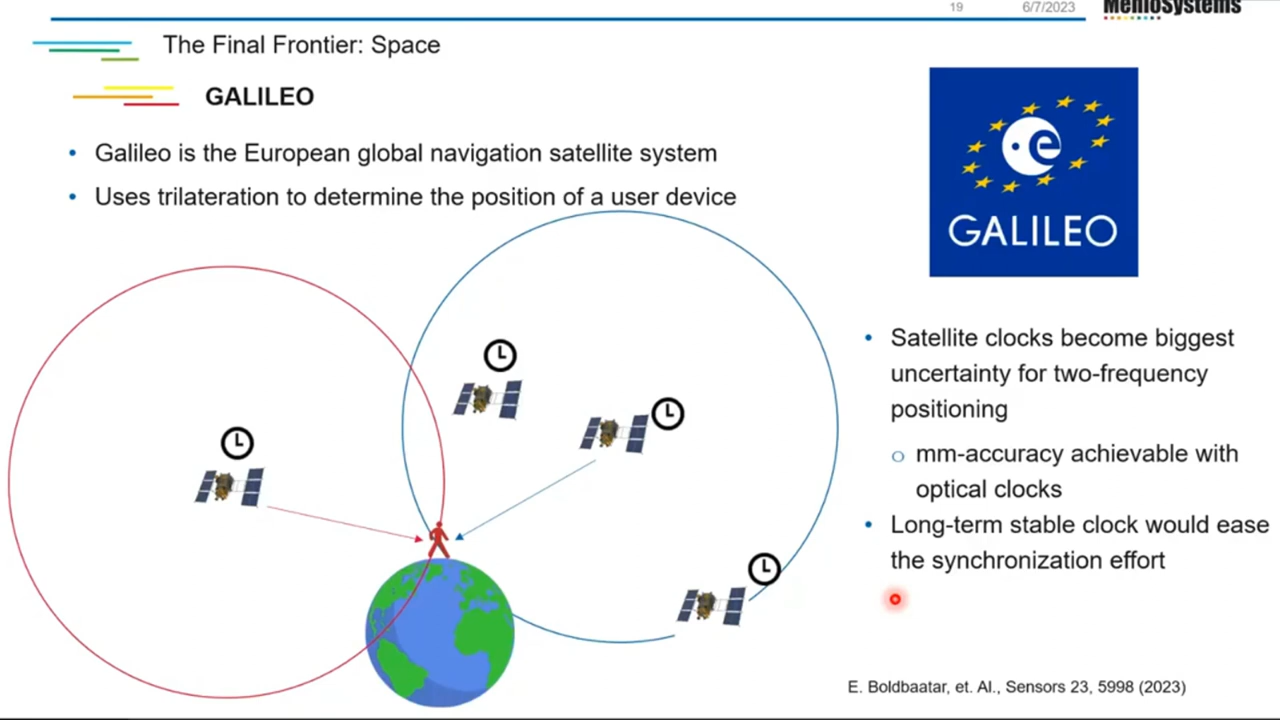 19
6/7/2023
MenloSystems
The Final Frontier: Space
GALILEO
• Galileo is the European global navigation satellite system
• Uses trilateration to determine the position of a user device
e
GALILEO
• Satellite clocks become biggest
uncertainty for two-frequency
positioning
o mm-accuracy achievable with
optical clocks
• Long-term stable clock would ease
the synchronization effort
E. Boldbaatar, et. Al., Sensors 23, 5998 (2023)